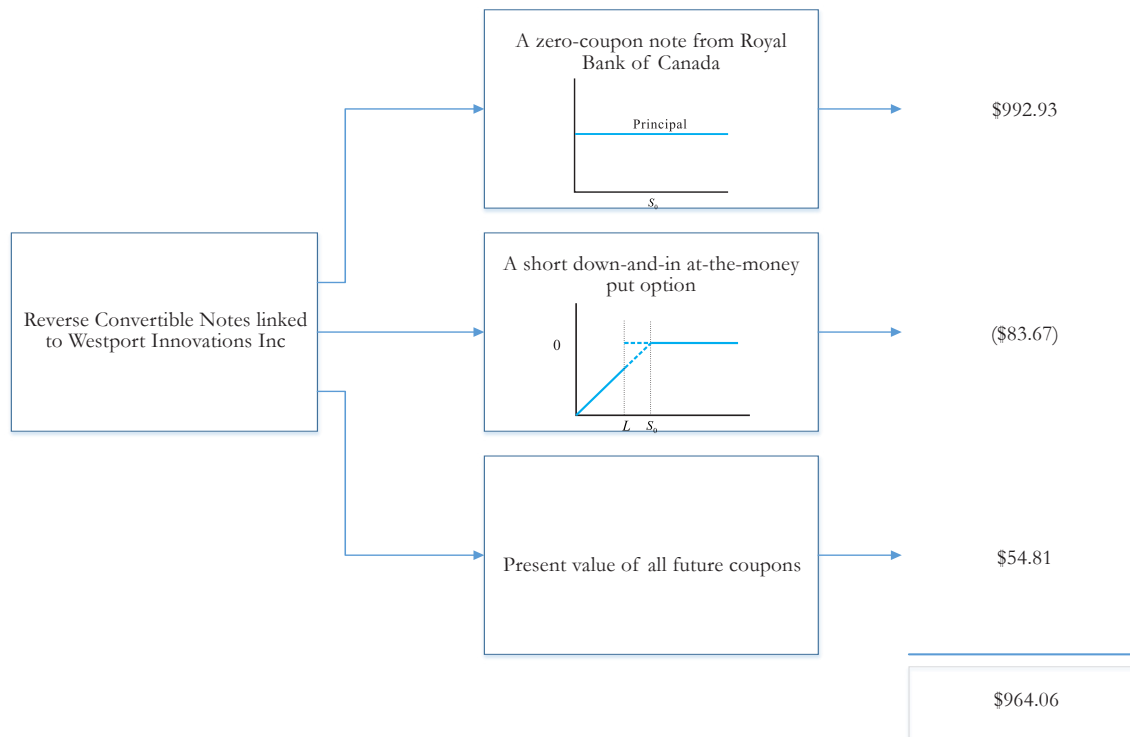 A zero-coupon note from Royal
Bank of Canada
Principal
S₀
$992.93
Reverse Convertible Notes linked
to Westport Innovations Inc
A short down-and-in at-the-money
put option
0
L S₀
($83.67)
Present value of all future coupons
$54.81
$964.06